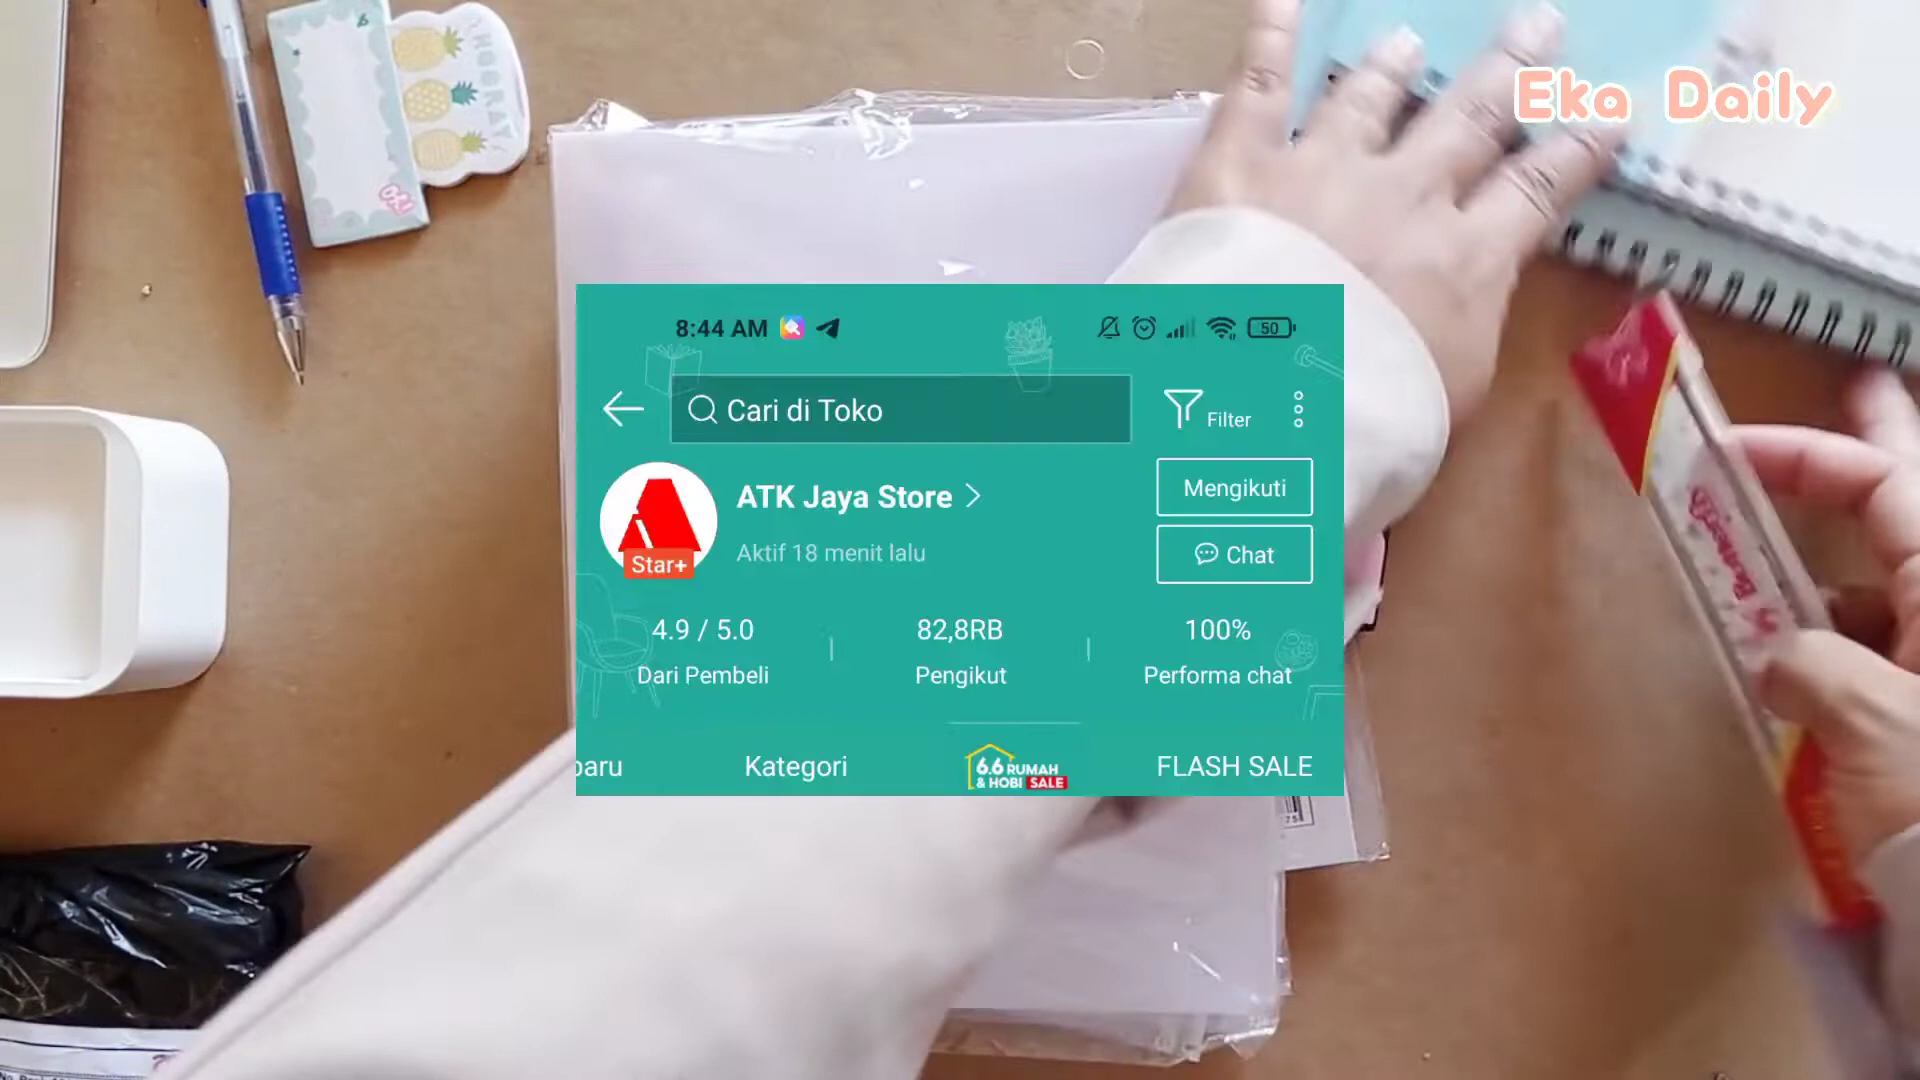 Eka Daily
HOORAY
8:44 AM
50
Cari di Toko
Filter
ATK Jaya Store
Mengikuti
Star+
Aktif 18 menit lalu
Chat
4.9 / 5.0
82,8RB
100%
Dari Pembeli
Pengikut
Performa chat
baru
Kategori
6.6 RUMAH
& HOBI SALE
FLASH SALE